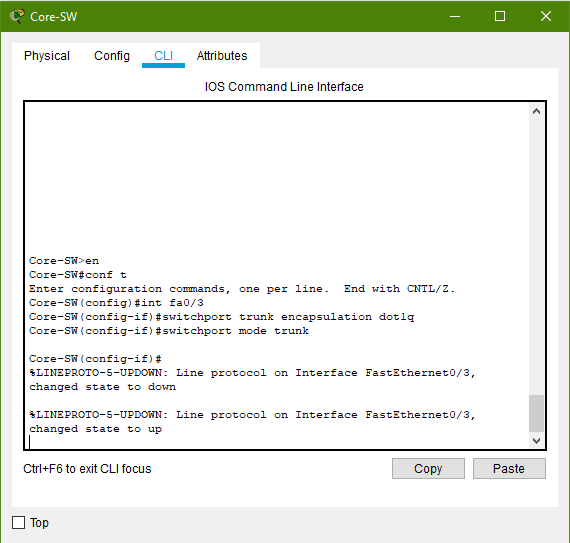 Core-SW
Physical Config CLI Attributes
IOS Command Line Interface
Core-SW>en
Core-SW#conf t
Enter configuration commands, one per line.  End with CNTL/Z.
Core-SW(config)#int fa0/3
Core-SW(config-if)#switchport trunk encapsulation dot1q
Core-SW(config-if)#switchport mode trunk
Core-SW(config-if)#
%LINEPROTO-5-UPDOWN: Line protocol on Interface FastEthernet0/3,
changed state to down
%LINEPROTO-5-UPDOWN: Line protocol on Interface FastEthernet0/3,
changed state to up
Ctrl+F6 to exit CLI focus
Copy Paste
Top